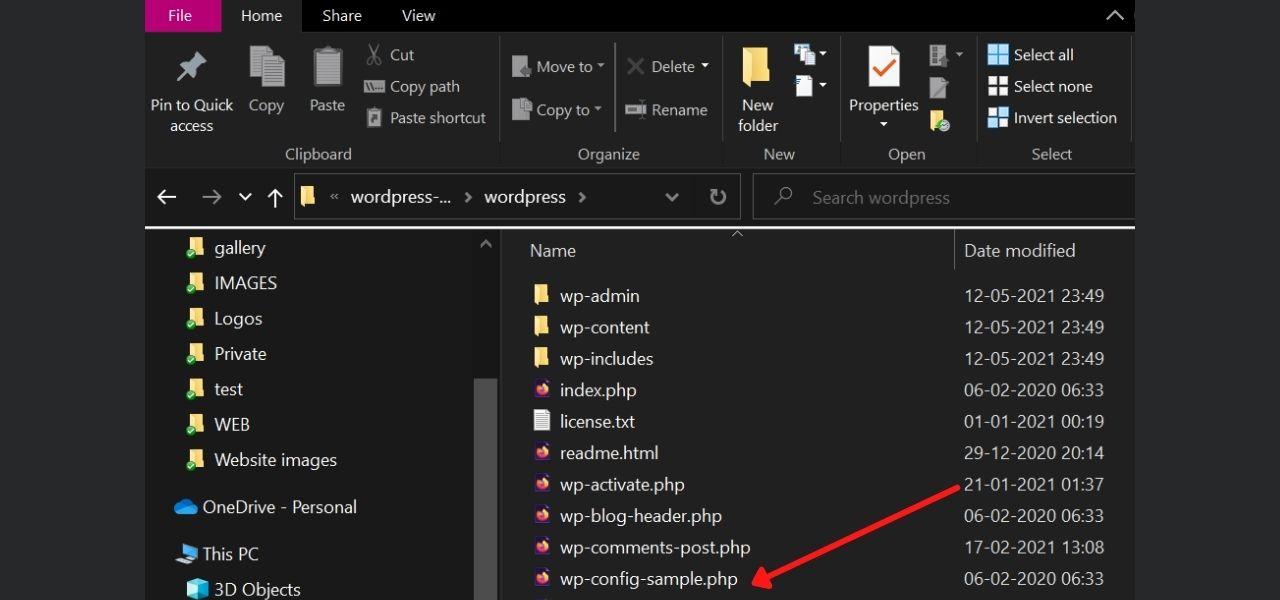 File Home Share View
Pin to Quick access
Copy
Paste
Cut
Copy path
Paste shortcut
Move to
Copy to
Delete
Rename
New folder
Properties
Select all
Select none
Invert selection
Clipboard Organize New Open Select
« wordpress-... > wordpress > Search wordpress
gallery
IMAGES
Logos
Private
test
WEB
Website images
OneDrive - Personal
This PC
3D Objects
Name Date modified
wp-admin 12-05-2021 23:49
wp-content 12-05-2021 23:49
wp-includes 12-05-2021 23:49
index.php 06-02-2020 06:33
license.txt 01-01-2021 00:19
readme.html 29-12-2020 20:14
wp-activate.php 21-01-2021 01:37
wp-blog-header.php 06-02-2020 06:33
wp-comments-post.php 17-02-2021 13:08
wp-config-sample.php 06-02-2020 06:33